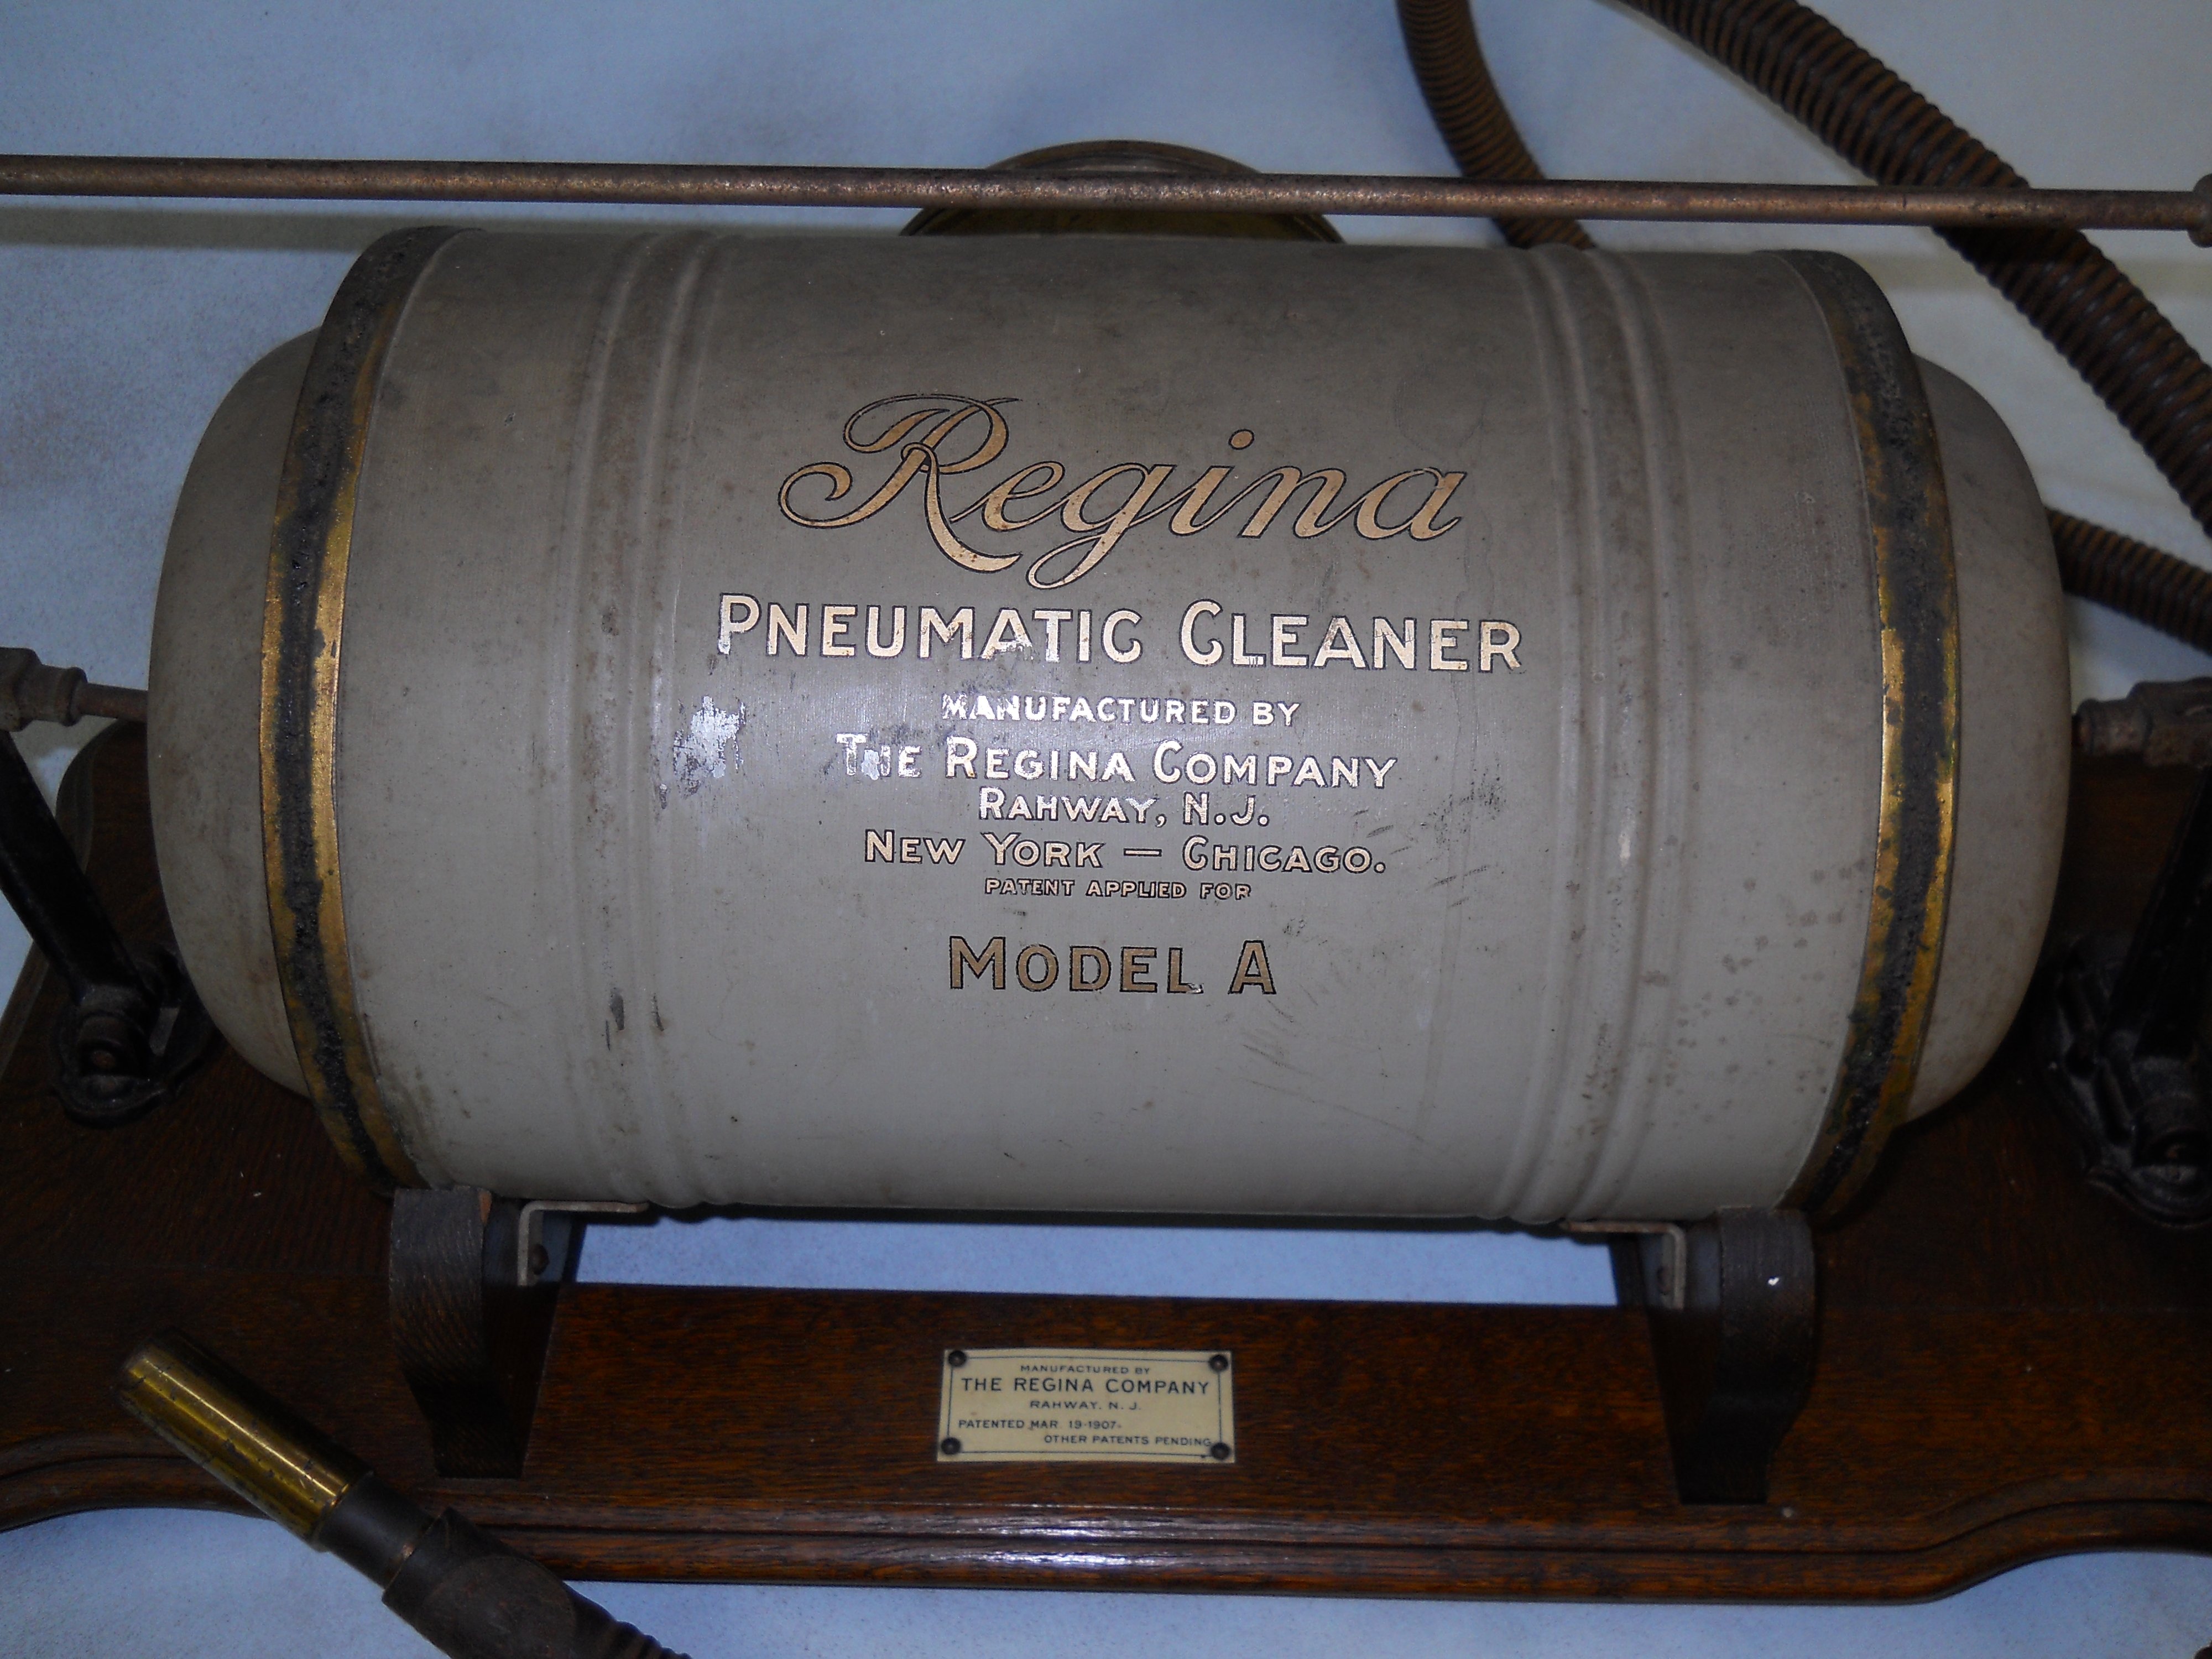 Regina
PNEUMATIC CLEANER
MANUFACTURED BY
THE REGINA COMPANY
RAHWAY, N.J.
NEW YORK — CHICAGO.
PATENT APPLIED FOR
MODEL A
MANUFACTURED BY
THE REGINA COMPANY
RAHWAY, N. J.
PATENTED MAR. 19-1907-
OTHER PATENTS PENDING